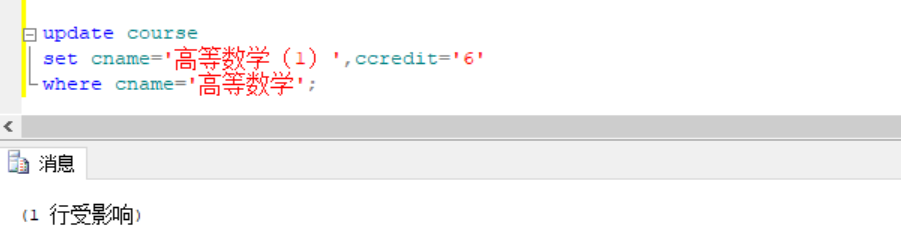 update course
set cname='高等数学（1）',ccredit='6'
where cname='高等数学';
消息
(1 行受影响)